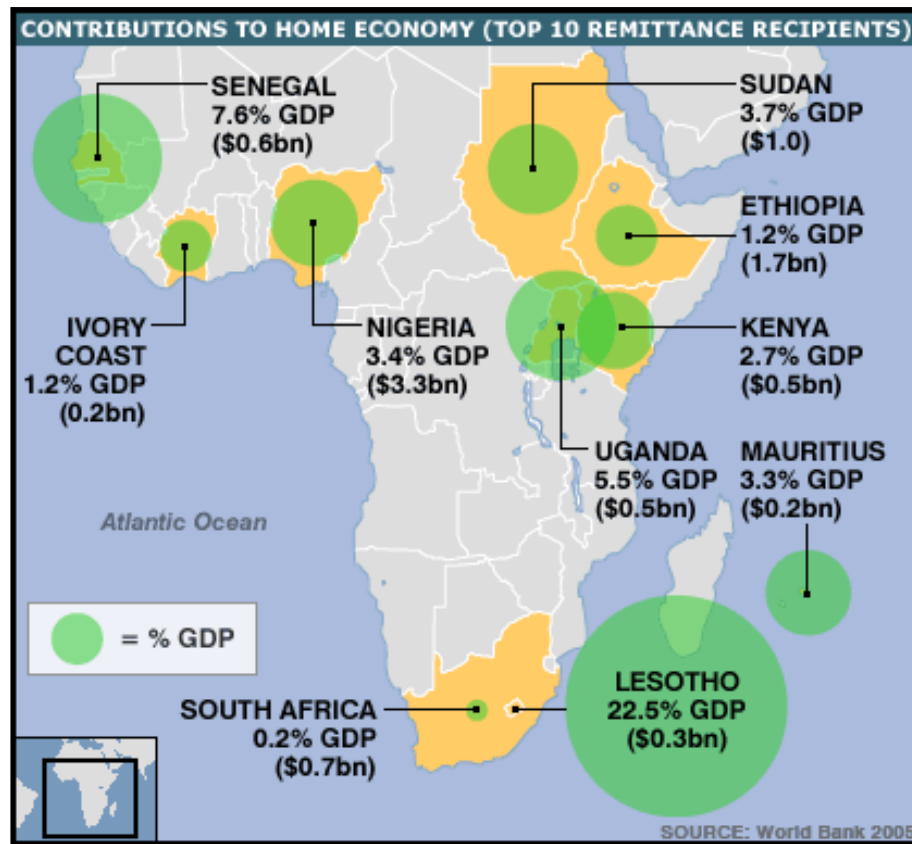 CONTRIBUTIONS TO HOME ECONOMY (TOP 10 REMITTANCE RECIPIENTS)
SENEGAL
7.6% GDP
($0.6bn)
SUDAN
3.7% GDP
($1.0)
ETHIOPIA
1.2% GDP
(1.7bn)
IVORY
COAST
1.2% GDP
(0.2bn)
NIGERIA
3.4% GDP
($3.3bn)
KENYA
2.7% GDP
($0.5bn)
UGANDA
5.5% GDP
($0.5bn)
MAURITIUS
3.3% GDP
($0.2bn)
Atlantic Ocean
= % GDP
SOUTH AFRICA
0.2% GDP
($0.7bn)
LESOTHO
22.5% GDP
($0.3bn)
SOURCE: World Bank 2005